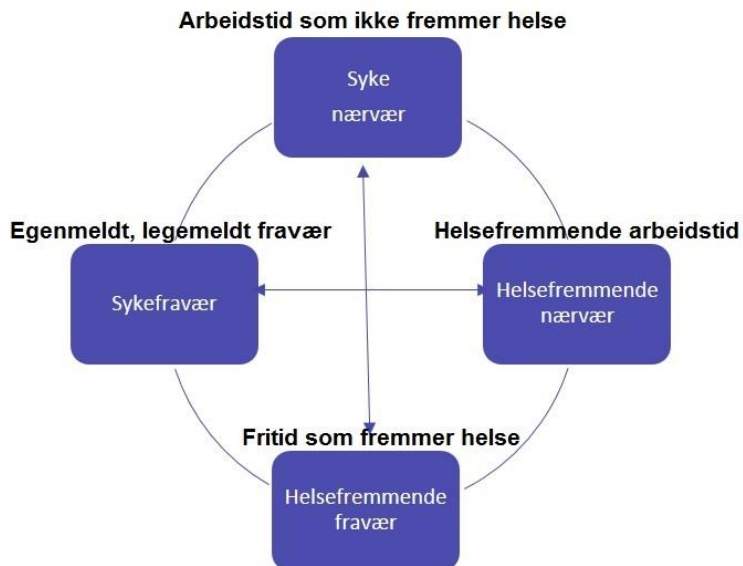 Arbeidstid som ikke fremmer helse
Syke
nærvær
Egenmeldt, legemeldt fravær
Sykefravær
Helsefremmende arbeidstid
Helsefremmende
nærvær
Fritid som fremmer helse
Helsefremmende
fravær